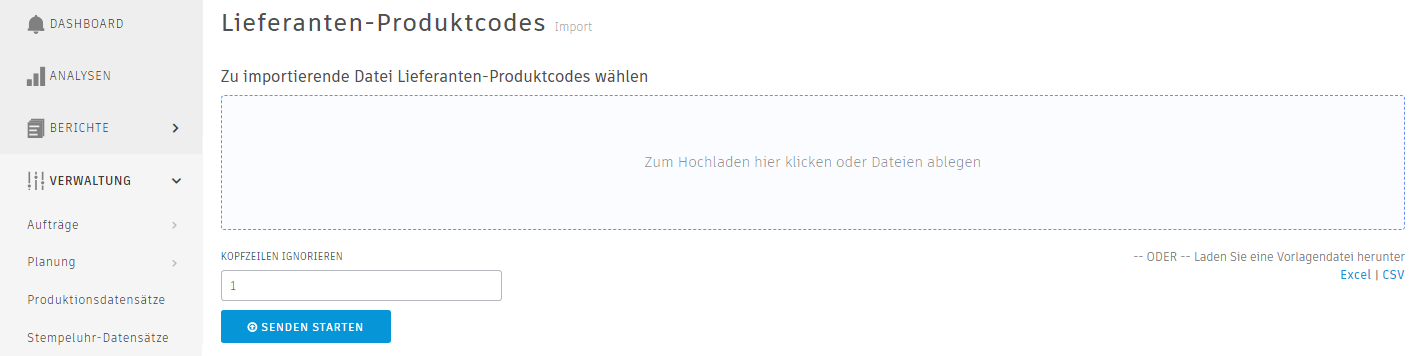 DASHBOARD
ANALYSEN
BERICHTE
VERWALTUNG
Aufträge
Planung
Produktionsdatensätze
Stempeluhr-Datensätze
Lieferanten-Produktcodes Import
Zu importierende Datei Lieferanten-Produktcodes wählen
Zum Hochladen hier klicken oder Dateien ablegen
KOPFZEILEN IGNORIEREN
1
SENDEN STARTEN
-- ODER -- Laden Sie eine Vorlagendatei herunter
Excel | CSV